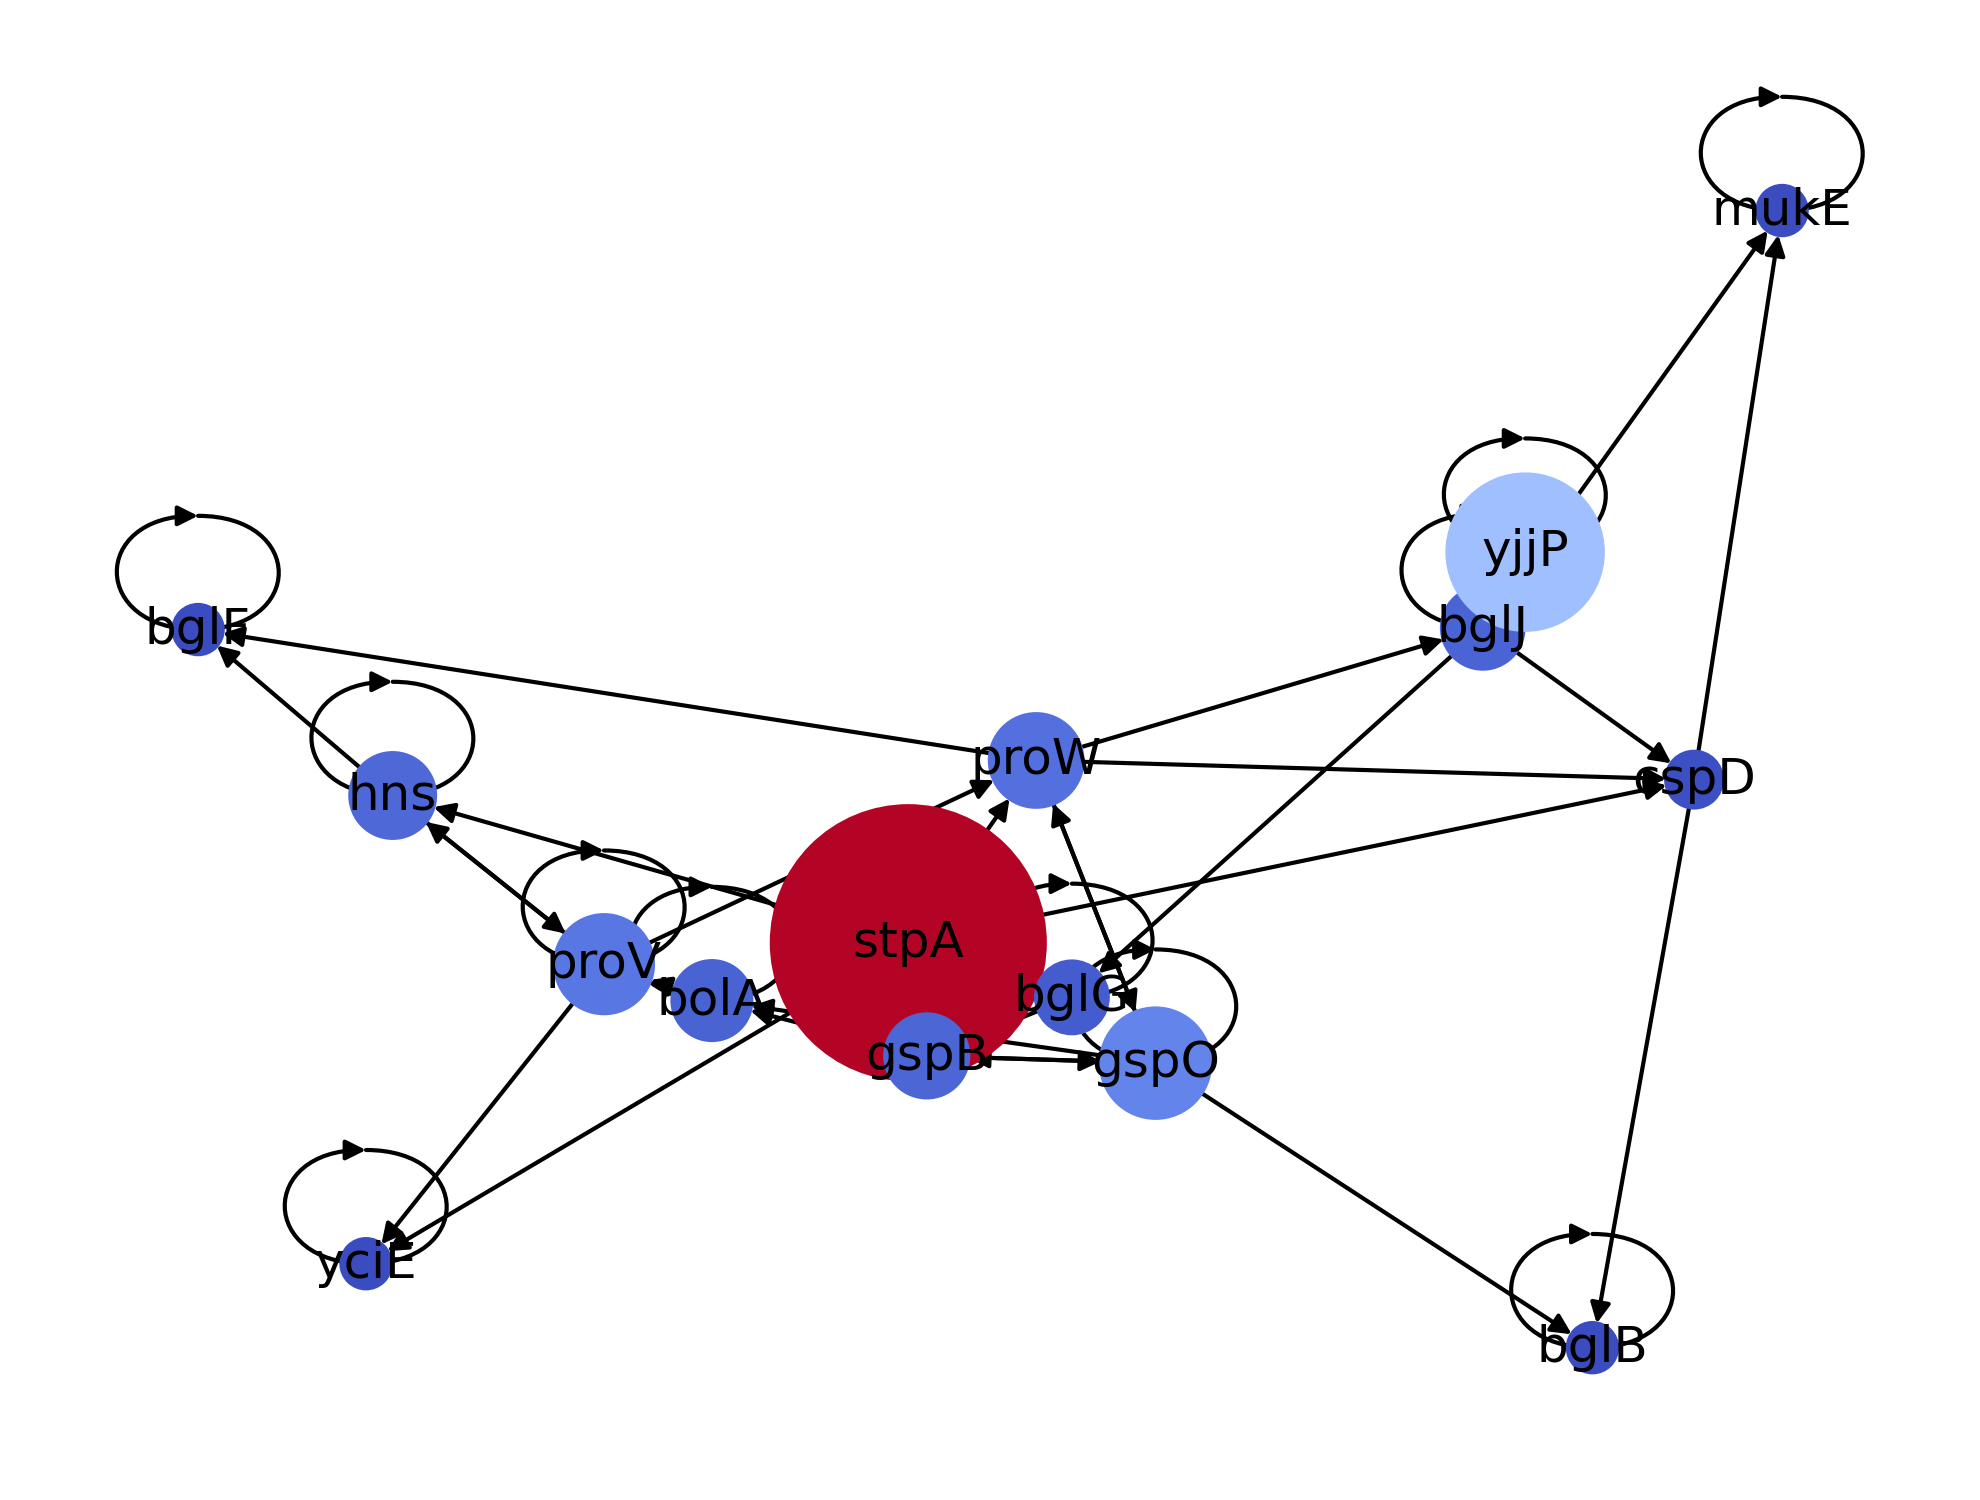 mukE
yjjP
bglF
bglJ
proW
cspD
hns
stpA
proV
bolA
bglG
gspB
gspO
yciE
bglB